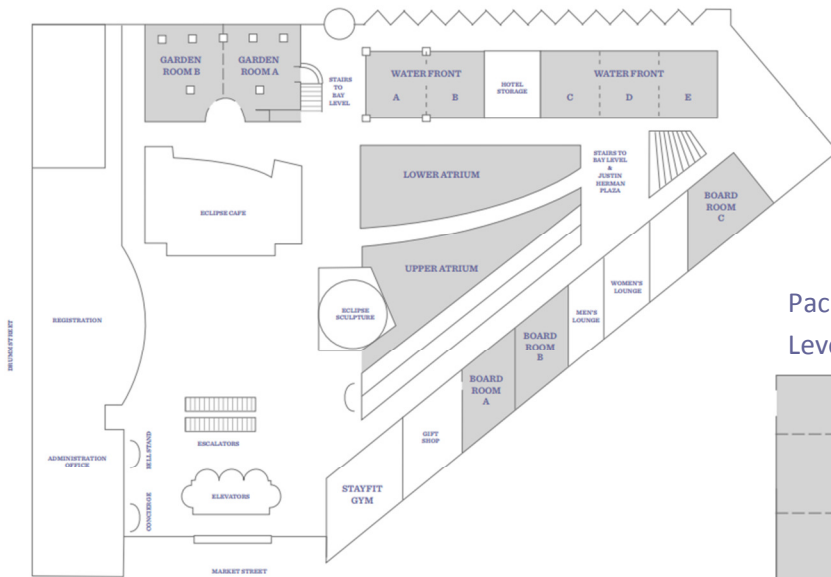 GARDEN
ROOM B
GARDEN
ROOM A
STAIRS
TO
BAY
LEVEL
WATER FRONT
A
B
HOTEL
STORAGE
WATER FRONT
C
D
E
STAIRS TO
BAY LEVEL
&
JUSTIN
HERMAN
PLAZA
LOWER ATRIUM
BOARD
ROOM
C
ECLIPSE CAFE
UPPER ATRIUM
WOMEN'S
LOUNGE
MEN'S
LOUNGE
ECLIPSE
SCULPTURE
REGISTRATION
DRUMM STREET
BOARD
ROOM
B
BOARD
ROOM
A
Pac
Leve
GIFT
SHOP
ESCALATORS
BELL STAND
ADMINISTRATION
OFFICE
STAYFIT
GYM
ELEVATORS
CONCIERGE
MARKET STREET